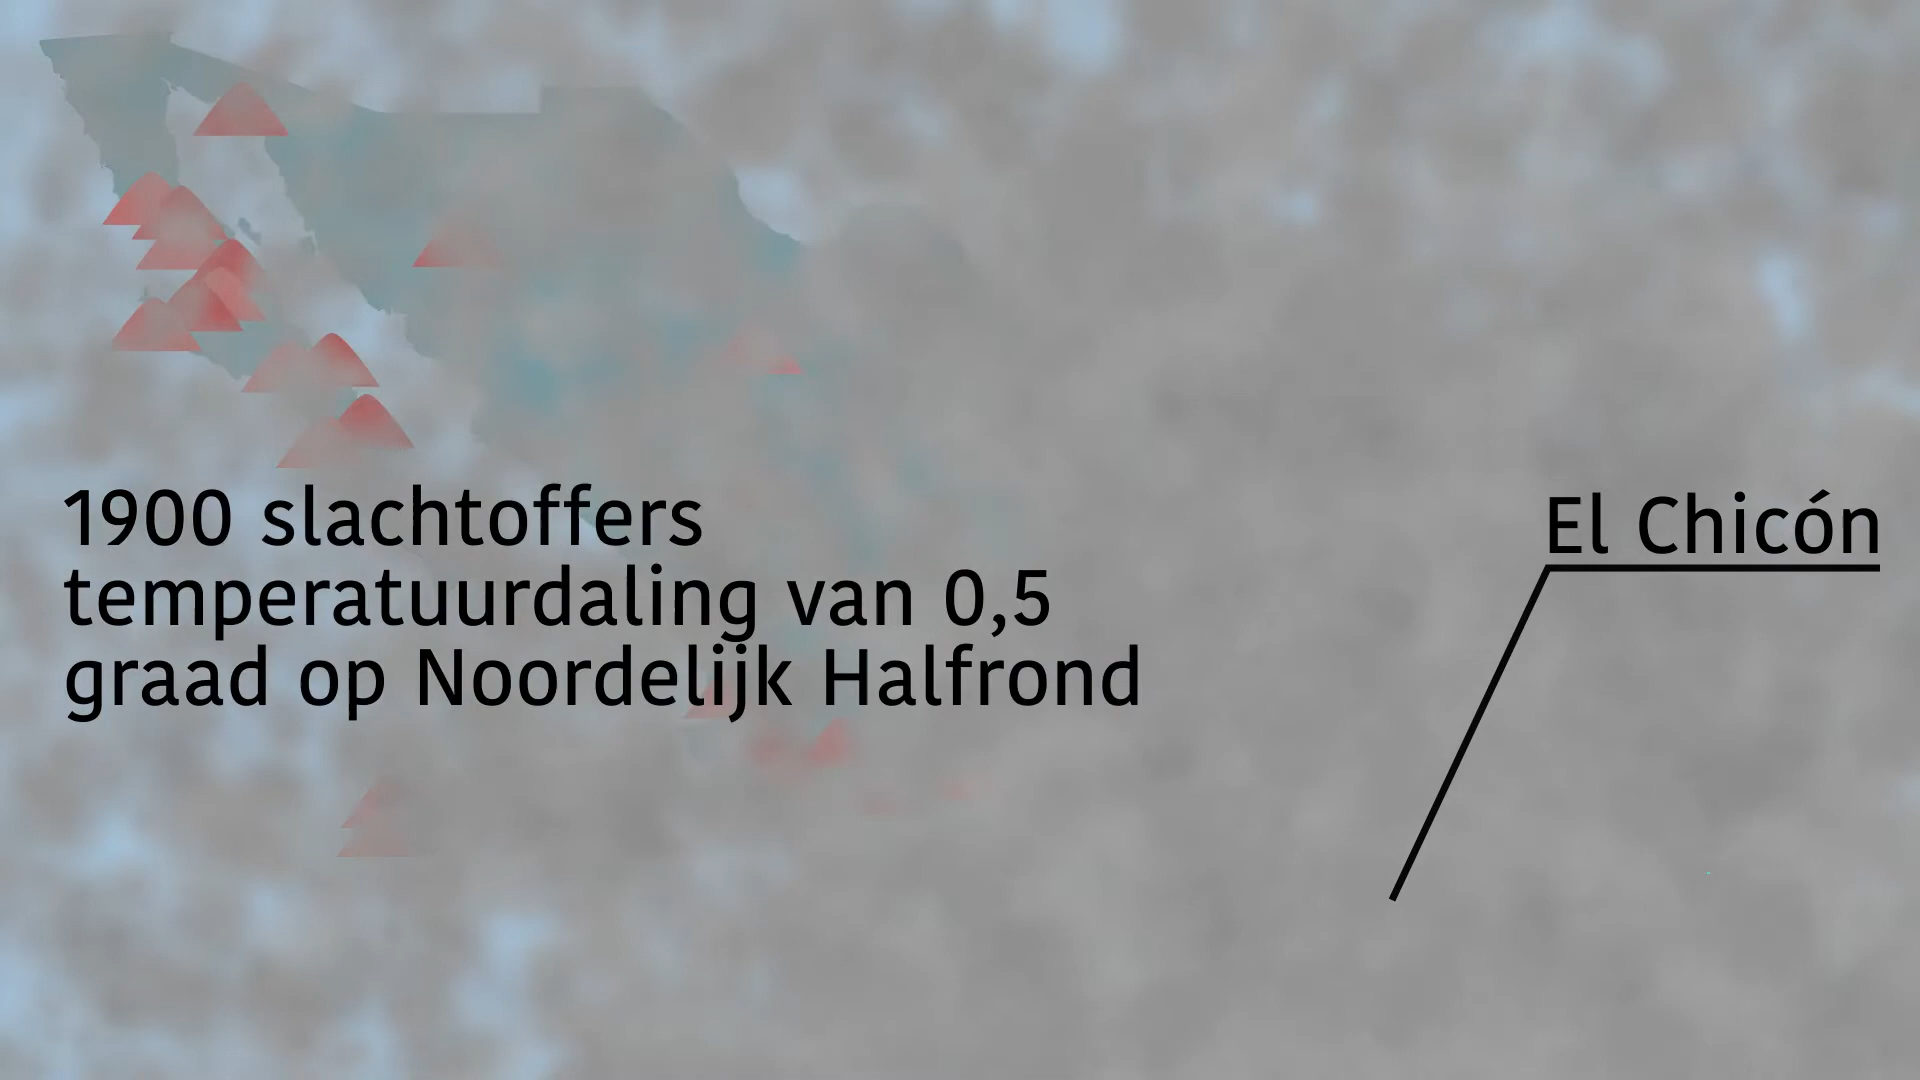 1900 slachtoffers
temperatuurdaling van 0,5
graad op Noordelijk Halfrond
El Chicón